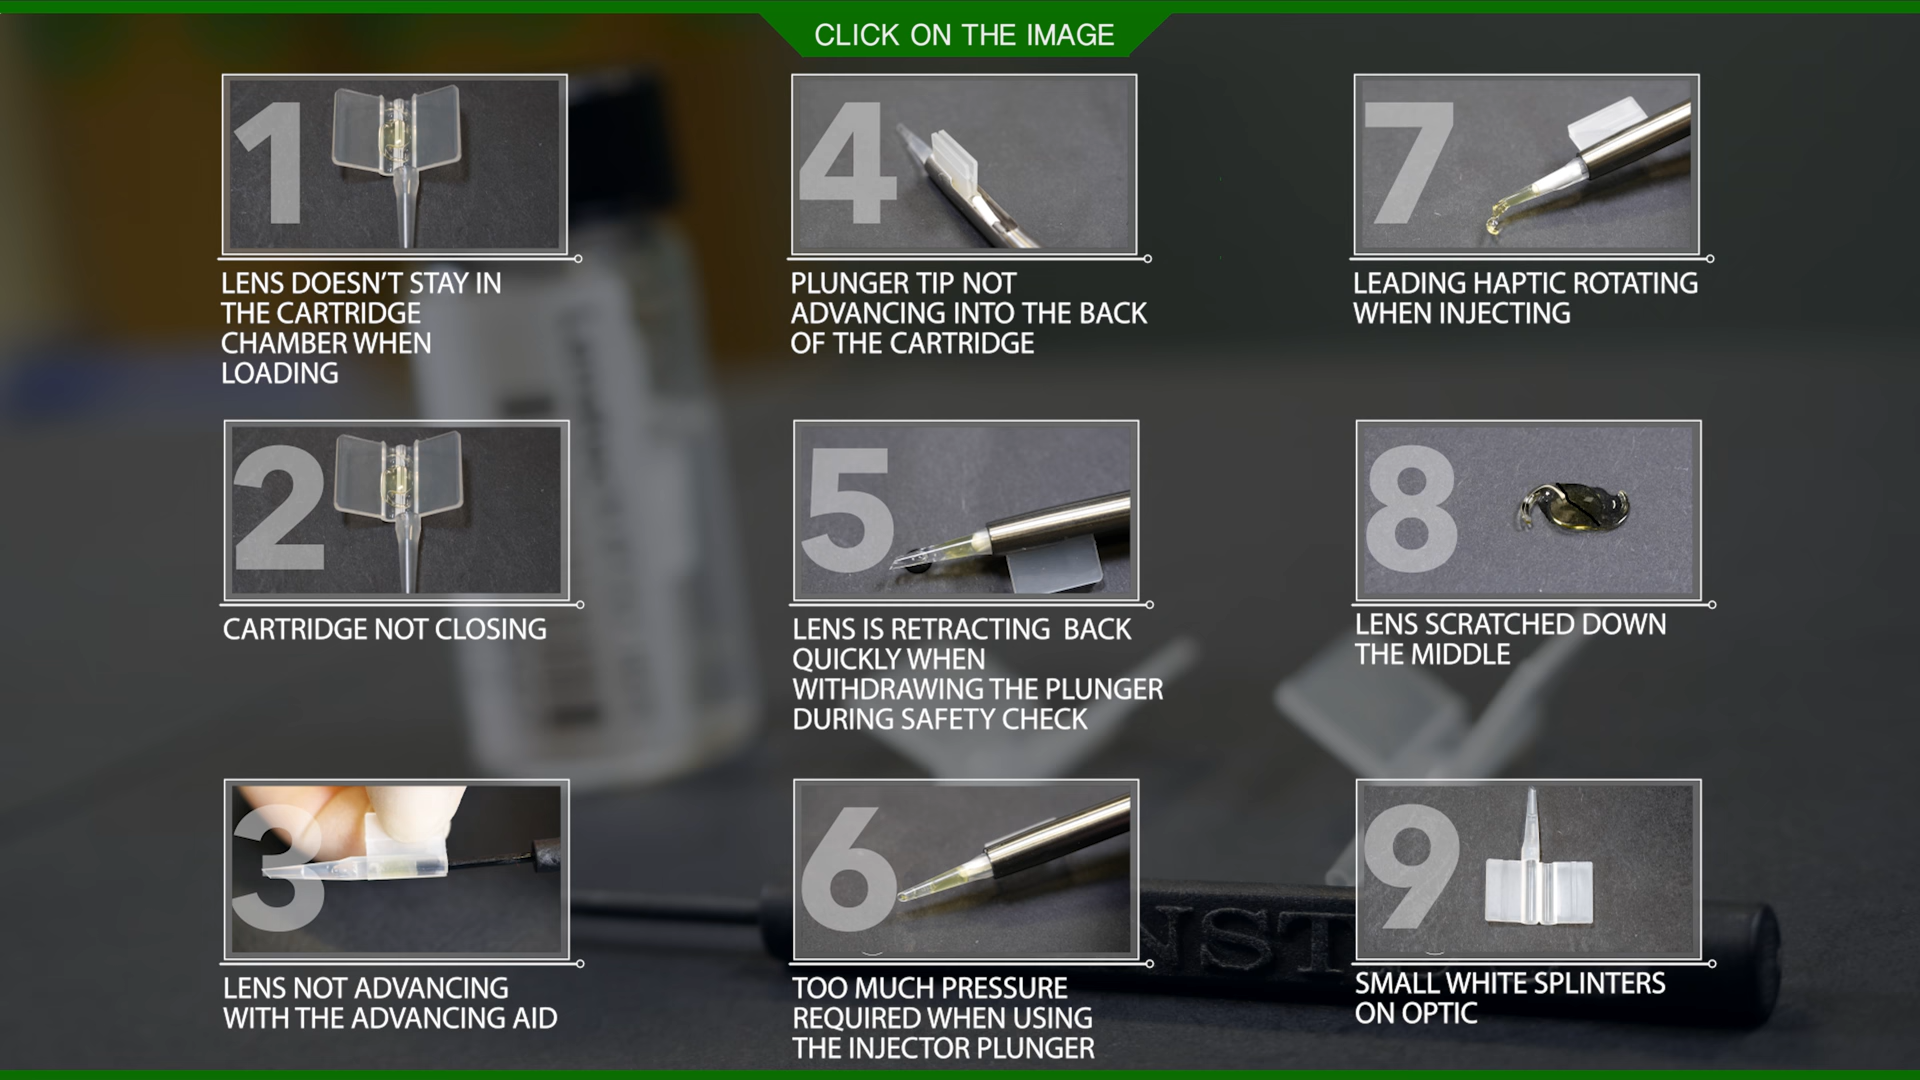 CLICK ON THE IMAGE
1
LENS DOESN'T STAY IN
THE CARTRIDGE
CHAMBER WHEN
LOADING
2
CARTRIDGE NOT CLOSING
3
LENS NOT ADVANCING
WITH THE ADVANCING AID
4
PLUNGER TIP NOT
ADVANCING INTO THE BACK
OF THE CARTRIDGE
5
LENS IS RETRACTING BACK
QUICKLY WHEN
WITHDRAWING THE PLUNGER
DURING SAFETY CHECK
6
TOO MUCH PRESSURE
REQUIRED WHEN USING
THE INJECTOR PLUNGER
7
LEADING HAPTIC ROTATING
WHEN INJECTING
8
LENS SCRATCHED DOWN
THE MIDDLE
9
SMALL WHITE SPLINTERS
ON OPTIC